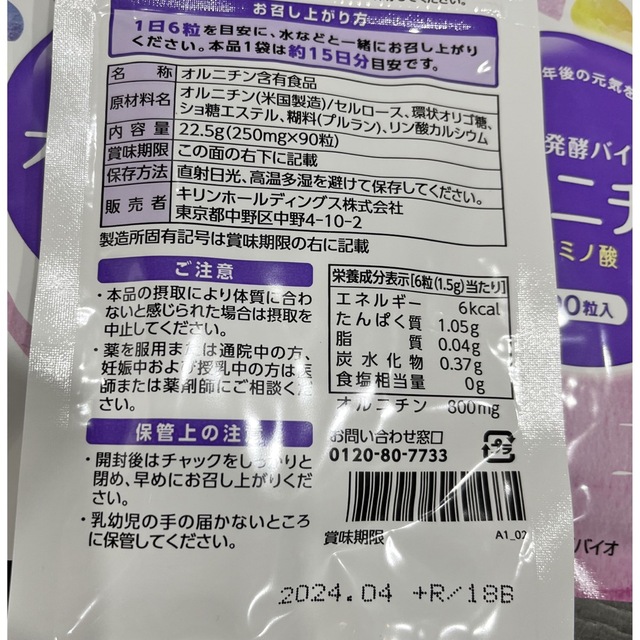 お召し上がり方
1日6粒を目安に、水などと一緒にお召し上がり
ください。本品1袋は約15日分目安です。
名称 オルニチン含有食品
原材料名 オルニチン(米国製造)/セルロース、環状オリゴ糖、
ショ糖エステル、糊料(プルラン)、リン酸カルシウム
内容量 22.5g(250mg×90粒)
賞味期限 この面の右下に記載
保存方法 直射日光、高温多湿を避けて保存してください。
販売者 キリンホールディングス株式会社
東京都中野区中野4-10-2
製造所固有記号は賞味期限の右に記載
ご注意
・本品の摂取により体質に合わ
ないと感じられた場合は摂取を
中止してください。
・薬を服用または通院中の方、
妊娠中および授乳中の方は医
師または薬剤師にご相談くださ
い。
保管上の注意
・開封後はチャックをしっかりと
閉め、早めにお召し上がりくだ
さい。
・乳幼児の手の届かないところ
に保管してください。
栄養成分表示[6粒(1.5g)当たり]
エネルギー 6kcal
たんぱく質 1.05g
脂質 0.04g
炭水化物 0.37g
食塩相当量 0g
オルニチン 800mg
お問い合わせ窓口
0120-80-7733
プラ
賞味期限
A1_02
2024.04 +R/18B
年後の元気を
発酵バイ
ニチ
ミノ酸
0粒入
バイオ